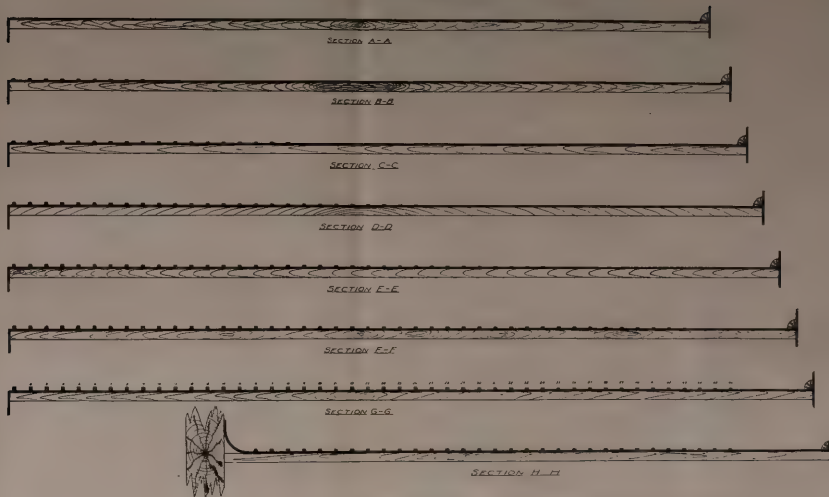 SECTION A-A
SECTION B-B
SECTION C-C
SECTION D-D
SECTION E-E
SECTION F-F
SECTION G-G
SECTION H-H